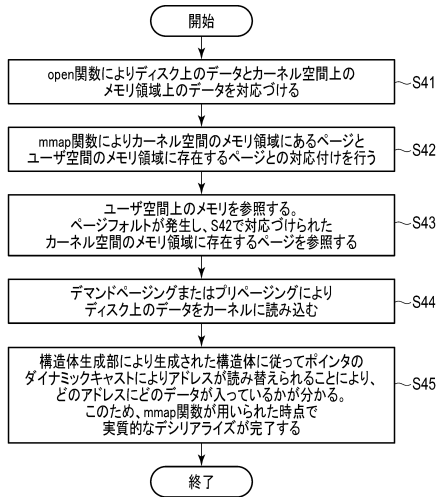 開始
open関数によりディスク上のデータとカーネル空間上の
メモリ領域上のデータを対応づける
S41
mmap関数によりカーネル空間のメモリ領域にあるページと
ユーザ空間のメモリ領域に存在するページとの対応付けを行う
S42
ユーザ空間上のメモリを参照する。
ページフォルトが発生し、S42で対応づけられた
カーネル空間のメモリ領域に存在するページを参照する
S43
デマンドページングまたはプリページングにより
ディスク上のデータをカーネルに読み込む
S44
構造体生成部により生成された構造体に従ってポインタの
ダイナミックキャストによりアドレスが読み替えられることにより、
どのアドレスにどのデータが入っているかが分かる。
このため、mmap関数が用いられた時点で
実質的なデシリアライズが完了する
S45
終了